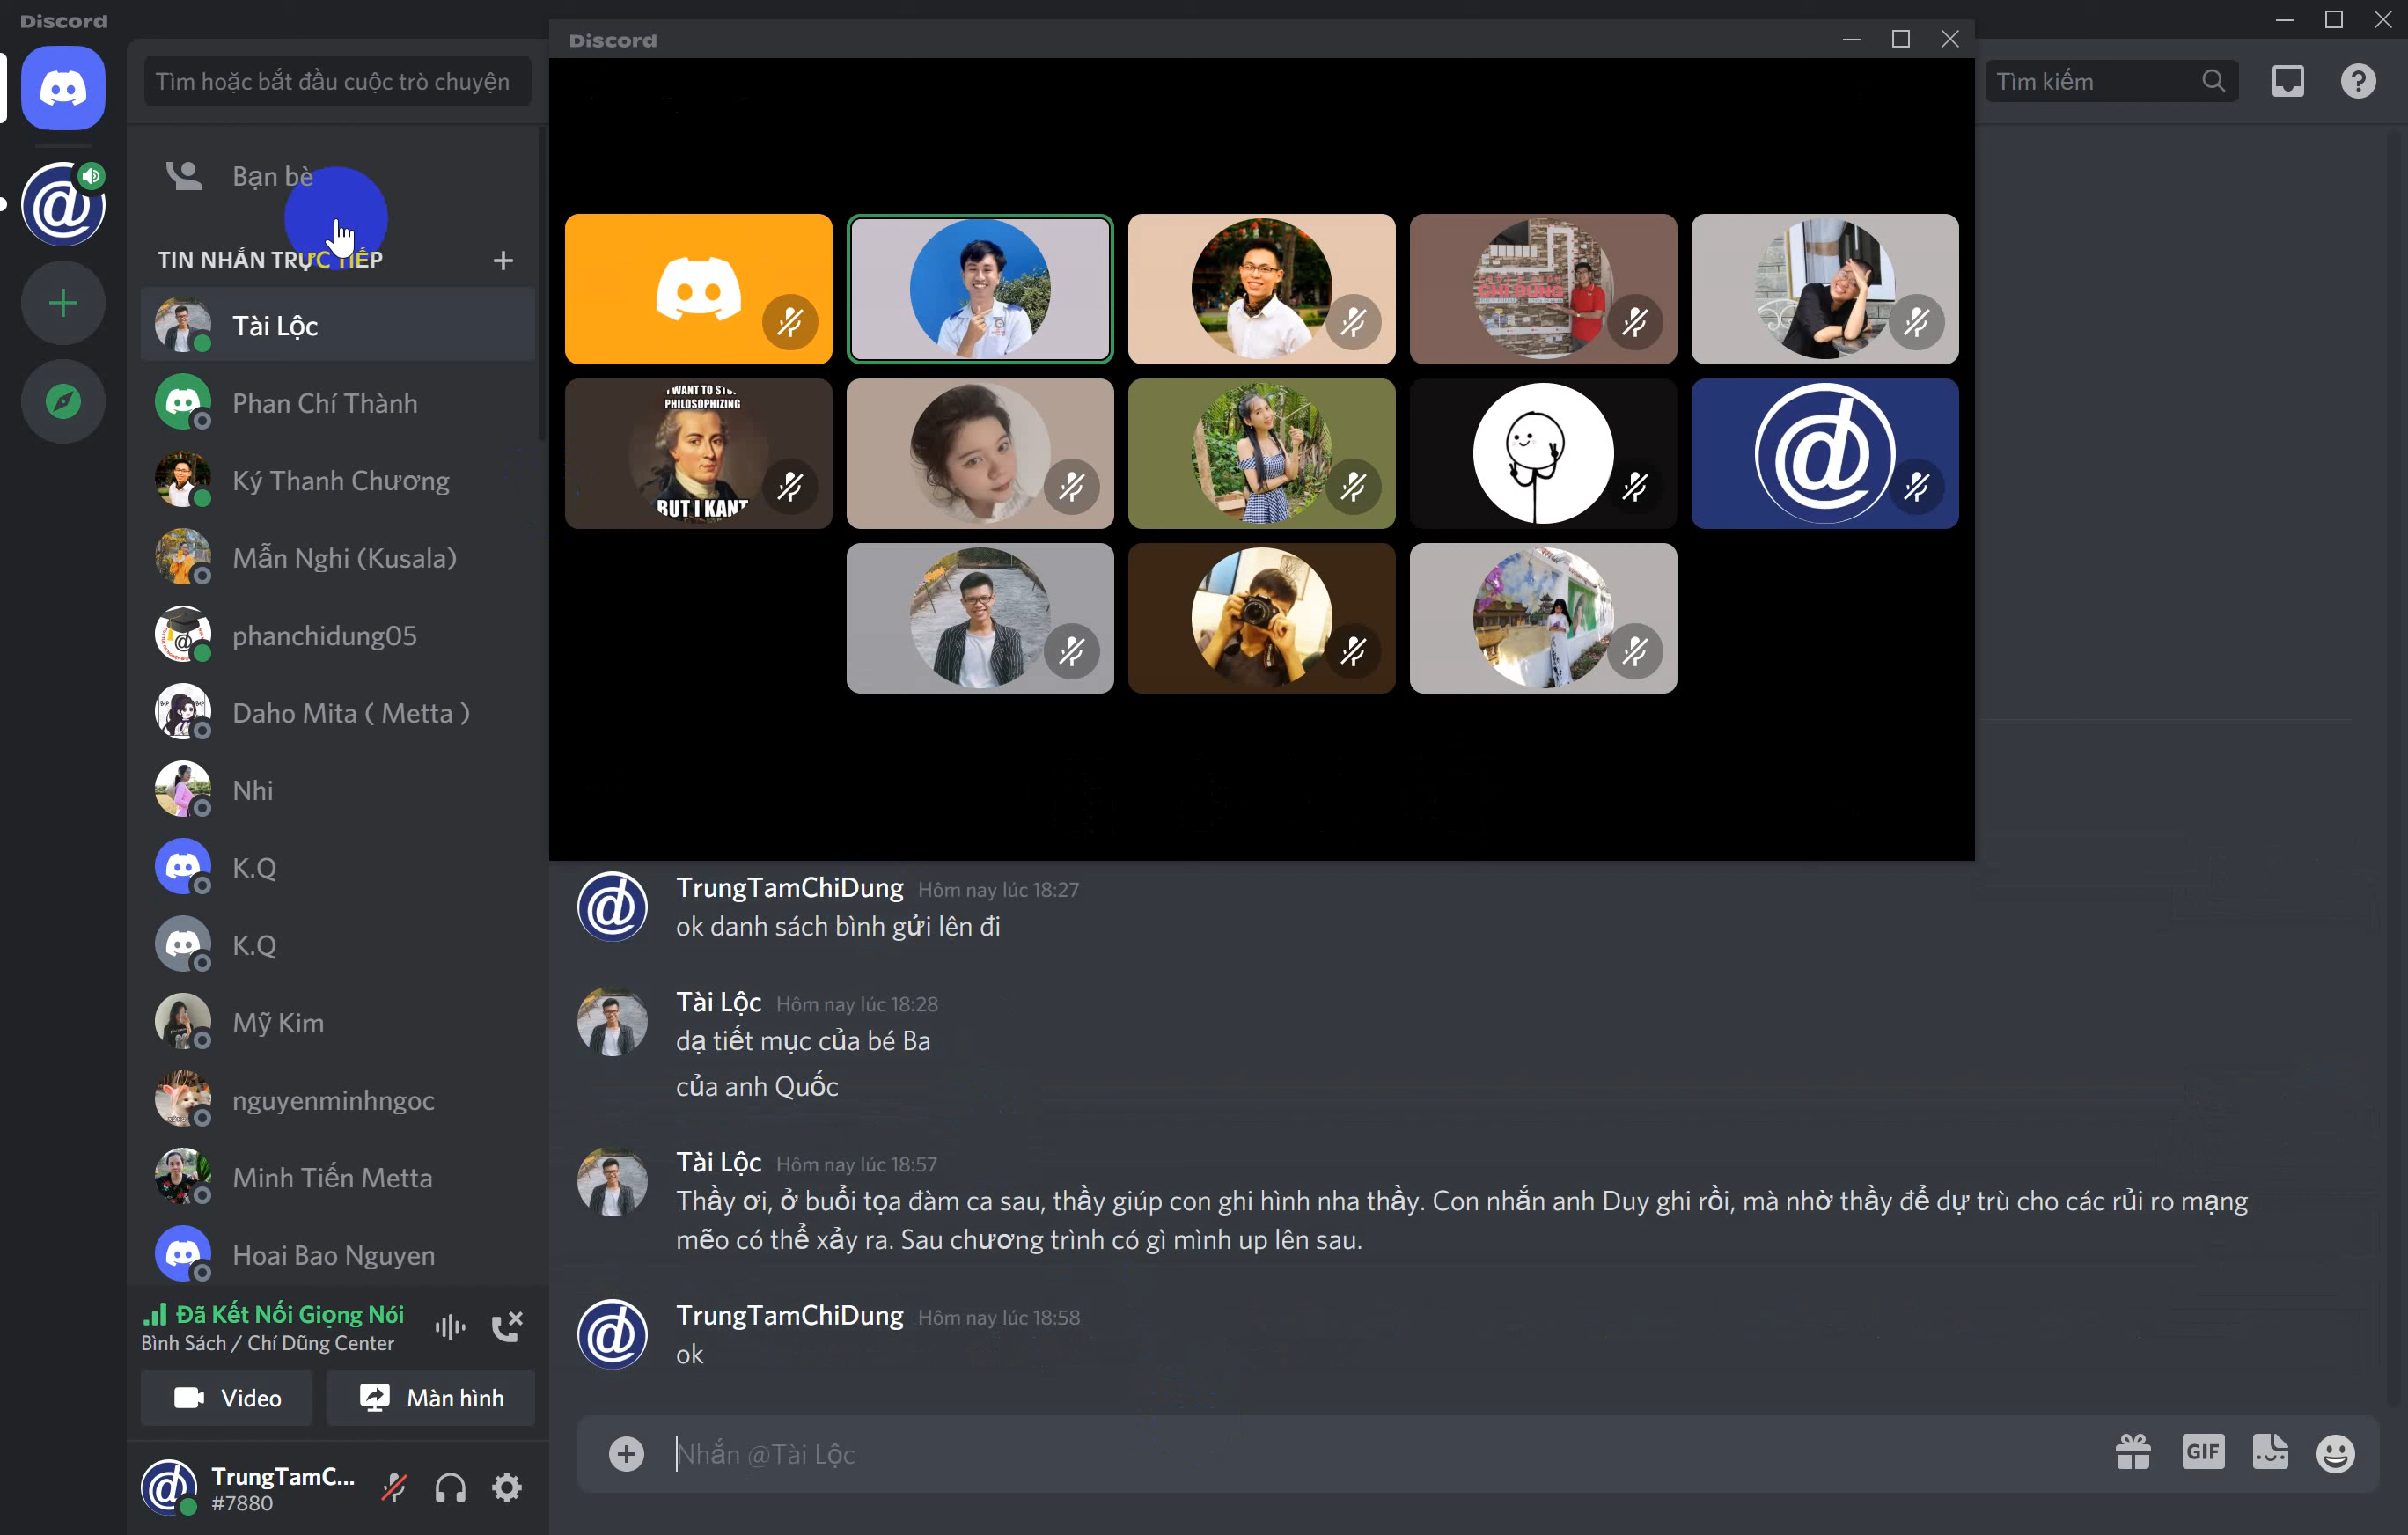 Discord
Tìm hoặc bắt đầu cuộc trò chuyện
Bạn bè
TIN NHẮN TRỰC TIẾP
Tài Lộc
Phan Chí Thành
Ký Thanh Chương
Mẫn Nghi (Kusala)
phanchidung05
Daho Mita ( Metta )
Nhi
K.Q
K.Q
Mỹ Kim
nguyenminhngoc
Minh Tiến Metta
Hoai Bao Nguyen
Đã Kết Nối Giọng Nói
Bình Sách / Chí Dũng Center
Video
Màn hình
TrungTamC...
#7880
Discord
Tìm kiếm
CHÍ DŨNG
I WANT TO STO
PHILOSOPHIZING
BUT I KANT
TrungTamChiDung Hôm nay lúc 18:27
ok danh sách bình gửi lên đi
Tài Lộc Hôm nay lúc 18:28
dạ tiết mục của bé Ba
của anh Quốc
Tài Lộc Hôm nay lúc 18:57
Thầy ơi, ở buổi tọa đàm ca sau, thầy giúp con ghi hình nha thầy. Con nhắn anh Duy ghi rồi, mà nhờ thầy để dự trù cho các rủi ro mạng
mẽo có thể xảy ra. Sau chương trình có gì mình up lên sau.
TrungTamChiDung Hôm nay lúc 18:58
ok
Nhắn @Tài Lộc
GIF